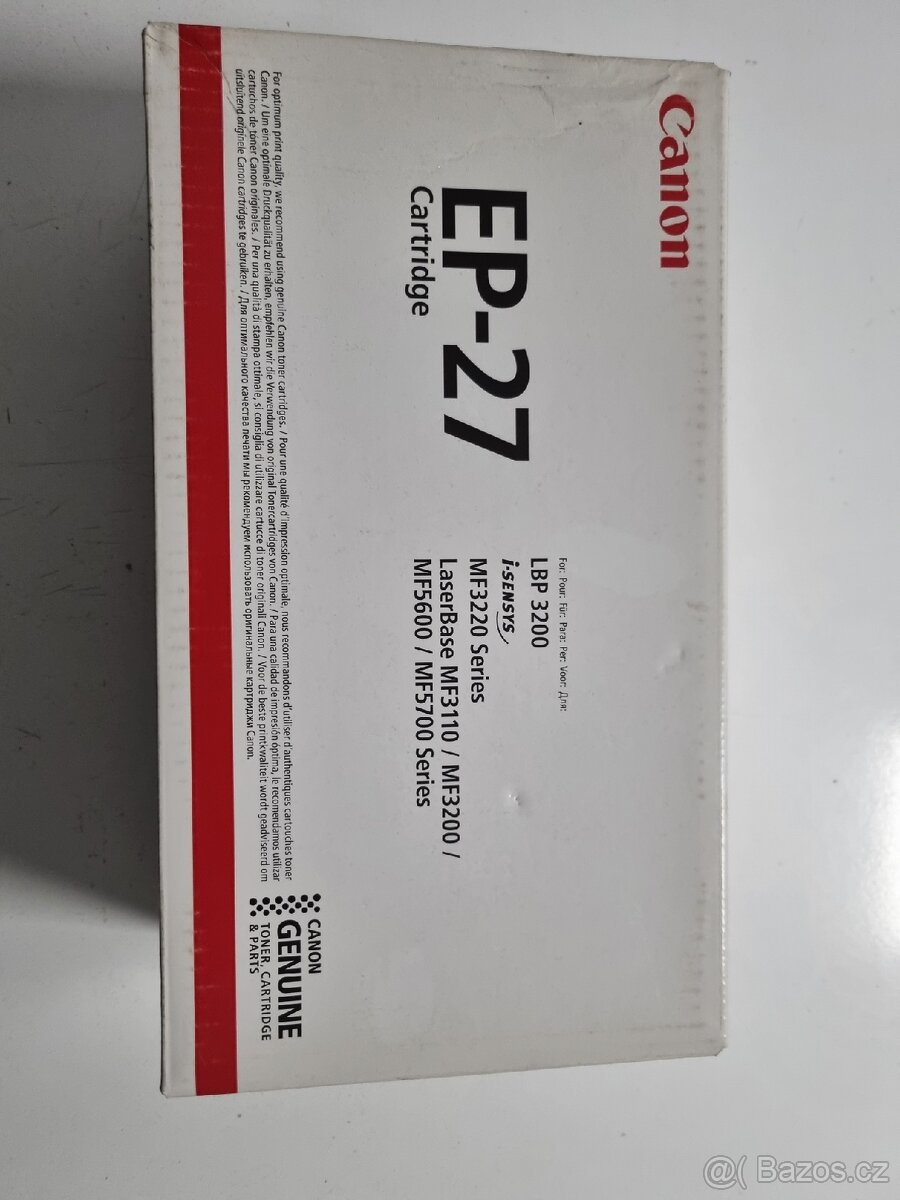 Canon
EP-27
Cartridge
For: Pour: Für: Para: Per: Voor: Для:
LBP 3200
i-SENSYS
MF3220 Series
LaserBase MF3110 / MF3200 /
MF5600 / MF5700 Series
For optimum print quality, we recommend using genuine Canon toner cartridges. / Pour une qualité d'impression optimale, nous recommandons d'utiliser d'authentiques cartouches toner
Canon. / Um eine optimale Druckqualität zu erhalten, empfehlen wir die Verwendung von original Tonercartridges von Canon. / Para una calidad de impresión óptima, le recomendamos utilizar
cartuchos de toner Canon originales. / Per una qualità di stampa ottimale, si consiglia di utilizzare cartucce di toner originali Canon. / Voor de beste printkwaliteit wordt geadviseerd om
uitsluitend originele Canon cartridges te gebruiken. / Для оптимального качества печати мы рекомендуем использовать оригинальные картриджи Canon.
CANON
GENUINE
TONER, CARTRIDGE
& PARTS
@( Bazos.cz